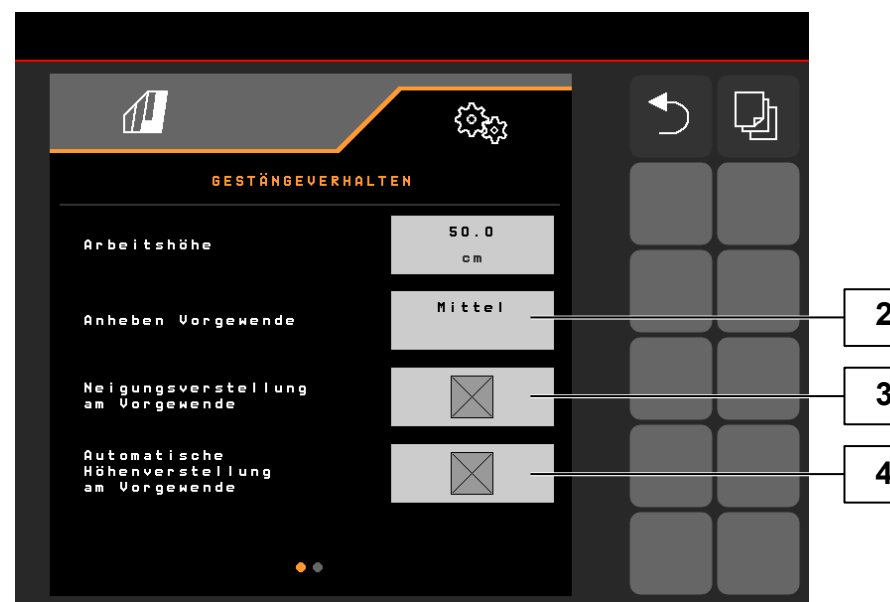 GESTÄNGEVERHALTEN
Arbeitshöhe
50.0
cm
Anheben Vorgewende
Mittel
2
Neigungsverstellung
am Vorgewende
3
Automatische
Höhenverstellung
am Vorgewende
4